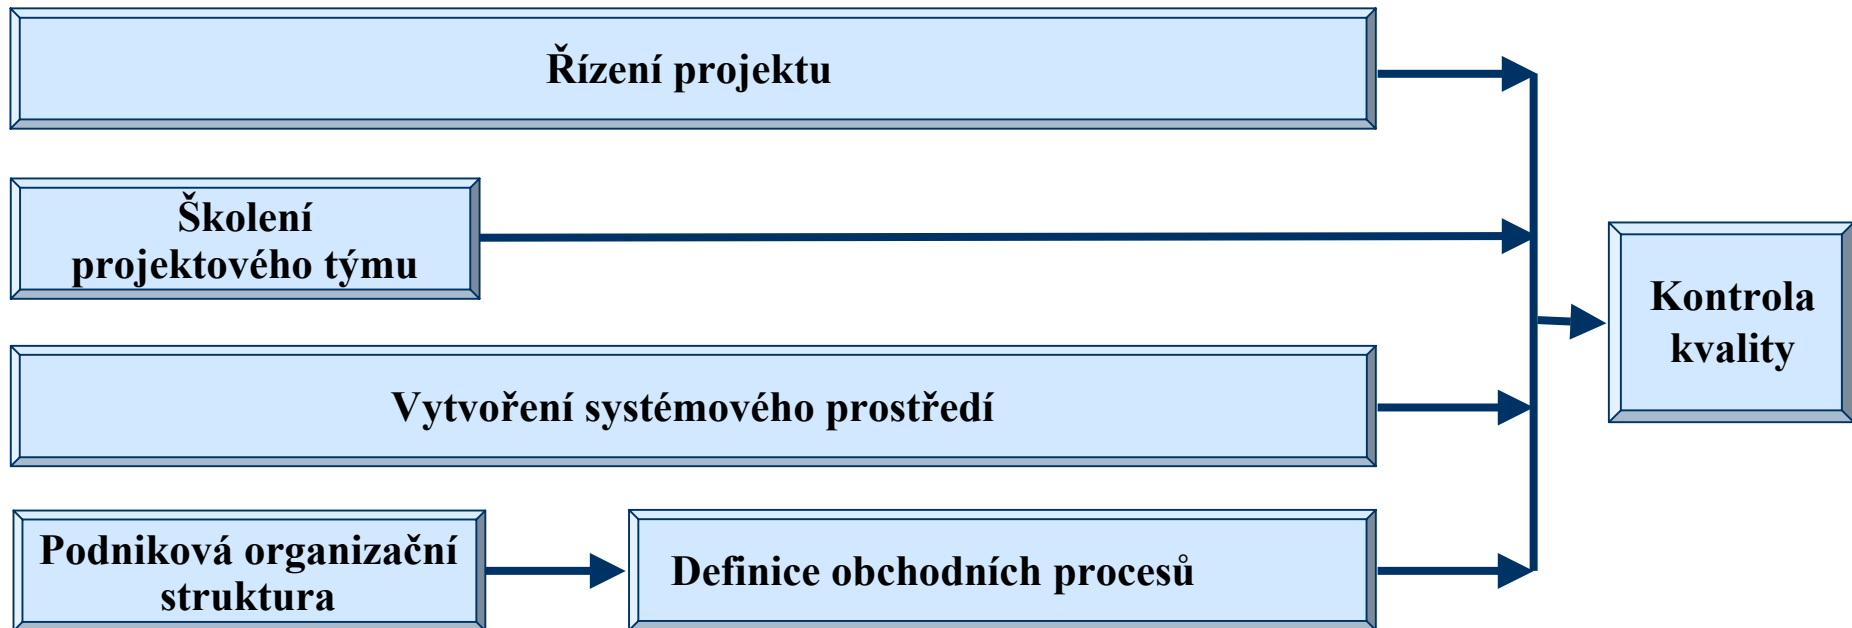 Řízení projektu
Školení
projektového týmu
Kontrola
kvality
Vytvoření systémového prostředí
Podniková organizační
struktura
Definice obchodních procesů